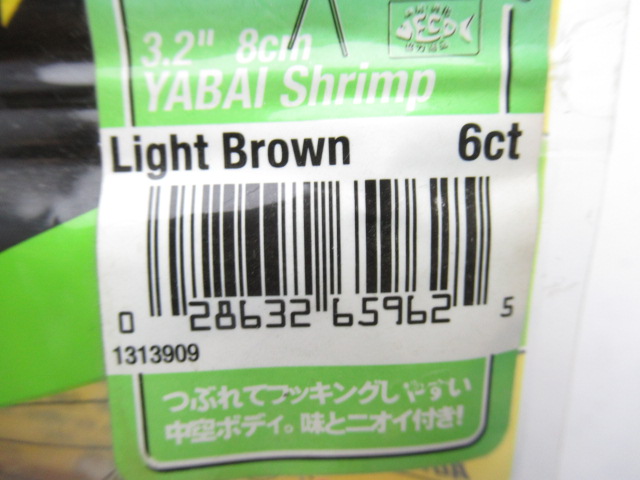 3.2" 8cm
YABAI Shrimp
ECO
Light Brown 6ct
0 28632 65962 5
1313909
つぶれてフッキングしやすい
中空ボディ。味とニオイ付き!